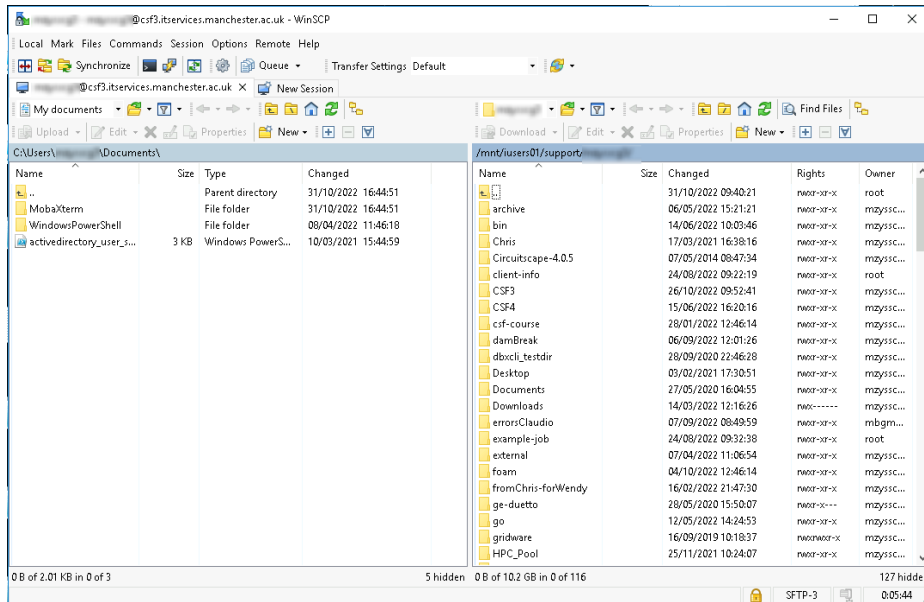 @csf3.itservices.manchester.ac.uk - WinSCP
Local Mark Files Commands Session Options Remote Help
Synchronize Queue Transfer Settings Default
@csf3.itservices.manchester.ac.uk X New Session
My documents Find Files
Upload Edit Properties New Download Edit Properties New
C:\Users\ \Documents\ /mnt/iusers01/support/
Name Size Type Changed Name Size Changed Rights Owner
.. Parent directory 31/10/2022 16:44:51 .. 31/10/2022 09:40:21 rwxr-xr-x root
MobaXterm File folder 31/10/2022 16:44:51 archive 06/05/2022 15:21:21 rwxr-xr-x mzyssc...
WindowsPowerShell File folder 08/04/2022 11:46:18 bin 14/06/2022 10:03:46 rwxr-xr-x mzyssc...
activedirectory_user_s... 3 KB Windows PowerS... 10/03/2021 15:44:59 Chris 17/03/2021 16:38:16 rwxr-xr-x mzyssc...
Circuitscape-4.0.5 07/05/2014 08:47:34 rwxr-xr-x mzyssc...
client-info 24/08/2022 09:22:19 rwxr-xr-x root
CSF3 26/10/2022 09:52:41 rwxr-xr-x mzyssc...
CSF4 15/06/2022 16:20:16 rwxr-xr-x mzyssc...
csf-course 28/01/2022 12:46:14 rwxr-xr-x mzyssc...
damBreak 06/09/2022 12:01:26 rwxr-xr-x mzyssc...
dbxcli_testdir 28/09/2020 22:46:28 rwxr-xr-x mzyssc...
Desktop 03/02/2021 17:30:51 rwxr-xr-x mzyssc...
Documents 27/05/2020 16:04:55 rwxr-xr-x mzyssc...
Downloads 14/03/2022 12:16:26 rwx------ mzyssc...
errorsClaudio 07/09/2022 08:49:59 rwxr-xr-x mbgm...
example-job 24/08/2022 09:32:38 rwxr-xr-x root
external 07/04/2022 11:06:54 rwxr-xr-x mzyssc...
foam 04/10/2022 12:46:14 rwxr-xr-x mzyssc...
fromChris-forWendy 16/02/2022 21:47:30 rwxr-xr-x mzyssc...
ge-duetto 28/05/2020 15:50:07 rwxr-x--- mzyssc...
go 12/05/2022 14:24:53 rwxr-xr-x mzyssc...
gridware 16/09/2019 10:18:37 rwxrwxr-x mzyssc...
HPC_Pool 25/11/2021 10:24:07 rwxr-xr-x mzyssc...
0 B of 2.01 KB in 0 of 3 5 hidden 0 B of 10.2 GB in 0 of 116 127 hidde
SFTP-3 0:05:44